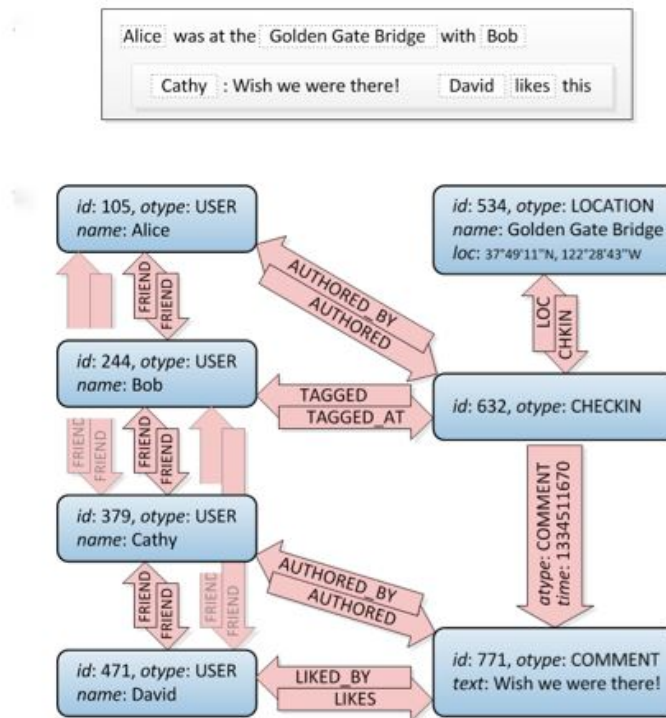 Alice was at the Golden Gate Bridge with Bob
Cathy : Wish we were there! David likes this
id: 105, otype: USER
name: Alice
id: 534, otype: LOCATION
name: Golden Gate Bridge
loc: 37°49'11"N, 122°28'43"W
AUTHORED_BY
AUTHORED
FRIEND
FRIEND
LOC
CHKIN
id: 244, otype: USER
name: Bob
TAGGED
TAGGED_AT
id: 632, otype: CHECKIN
FRIEND
FRIEND
FRIEND
FRIEND
atype: COMMENT
time: 1334511670
id: 379, otype: USER
name: Cathy
AUTHORED_BY
AUTHORED
FRIEND
FRIEND
FRIEND
FRIEND
id: 471, otype: USER
name: David
LIKED_BY
LIKES
id: 771, otype: COMMENT
text: Wish we were there!